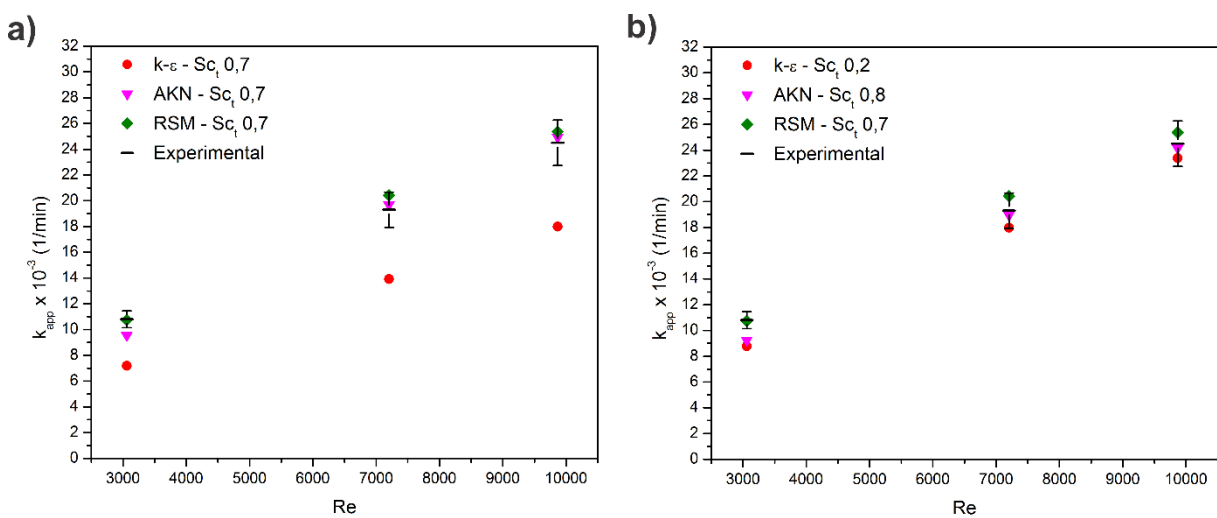 a)
k-ε - Sct 0,7
AKN - Sct 0,7
RSM - Sct 0,7
Experimental
32
30
28
26
24
22
20
18
16
14
12
10
8
6
4
2
0
kapp x 10⁻³ (1/min)
3000 4000 5000 6000 7000 8000 9000 10000
Re
b)
k-ε - Sct 0,2
AKN - Sct 0,8
RSM - Sct 0,7
Experimental
32
30
28
26
24
22
20
18
16
14
12
10
8
6
4
2
0
kapp x 10⁻³ (1/min)
3000 4000 5000 6000 7000 8000 9000 10000
Re